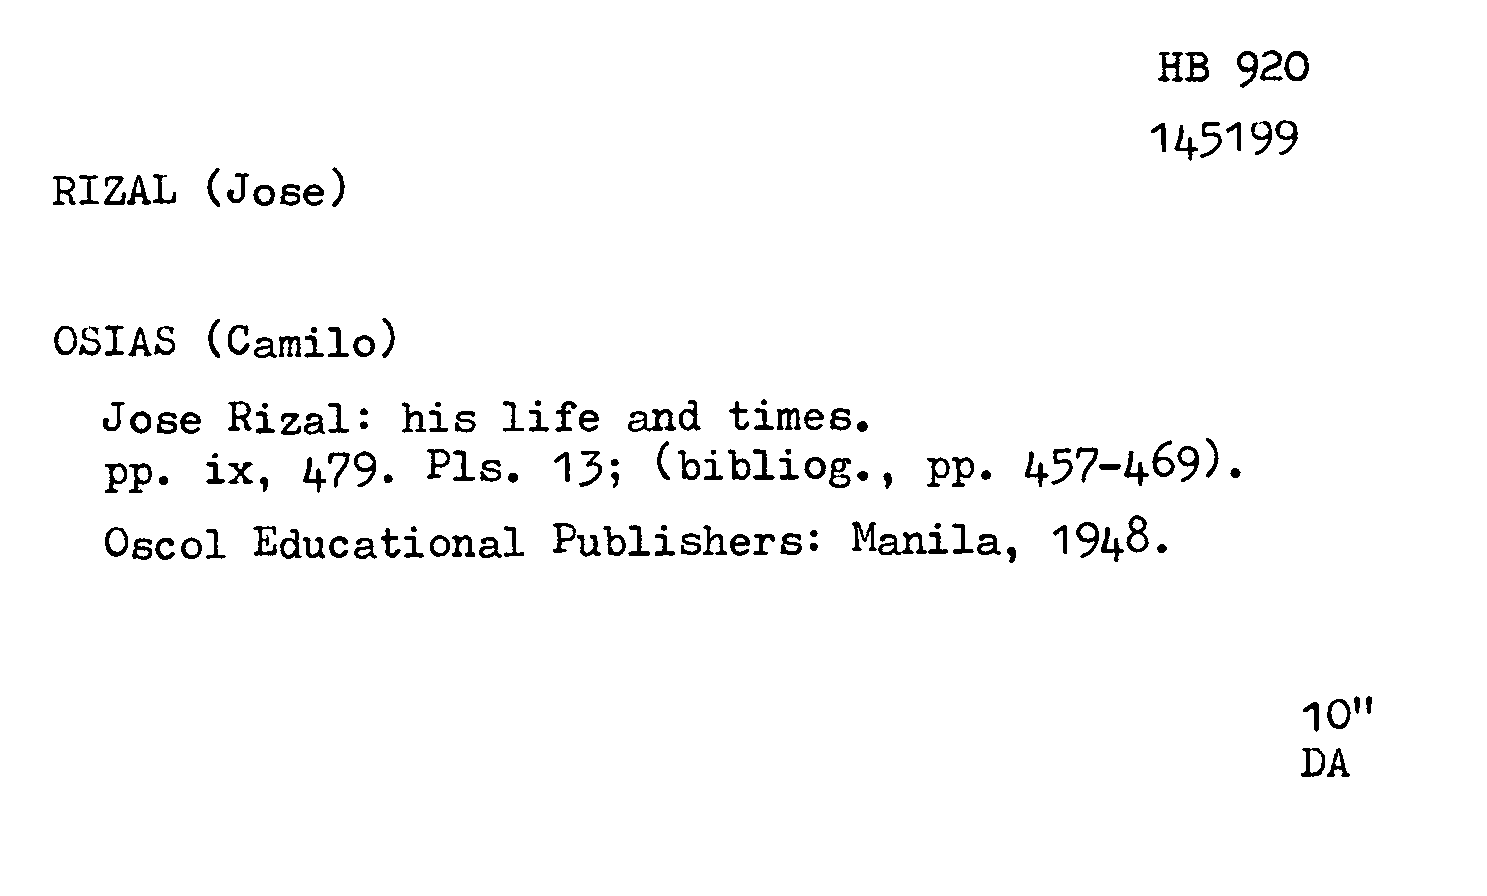 HB 920
145199
RIZAL (Jose)
OSIAS (Camilo)
Jose Rizal: his life and times.
pp. ix, 479. Pls. 13; (bibliog., pp. 457-469).
Oscol Educational Publishers: Manila, 1948.
10"
DA